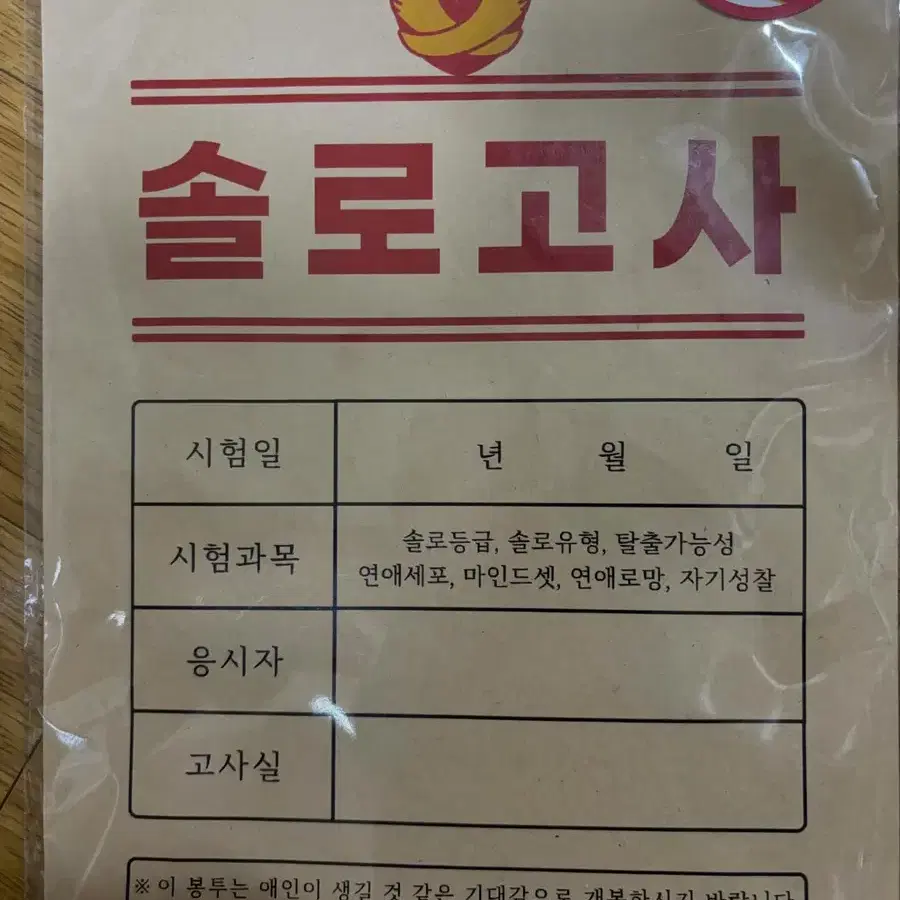 솔로고사
시험일 년 월 일
시험과목 솔로등급, 솔로유형, 탈출가능성
연애세포, 마인드셋, 연애로망, 자기성찰
응시자
고사실
※ 이 봉투는 애인이 생길 것 같은 기대감으로 개봉하시기 바랍니다